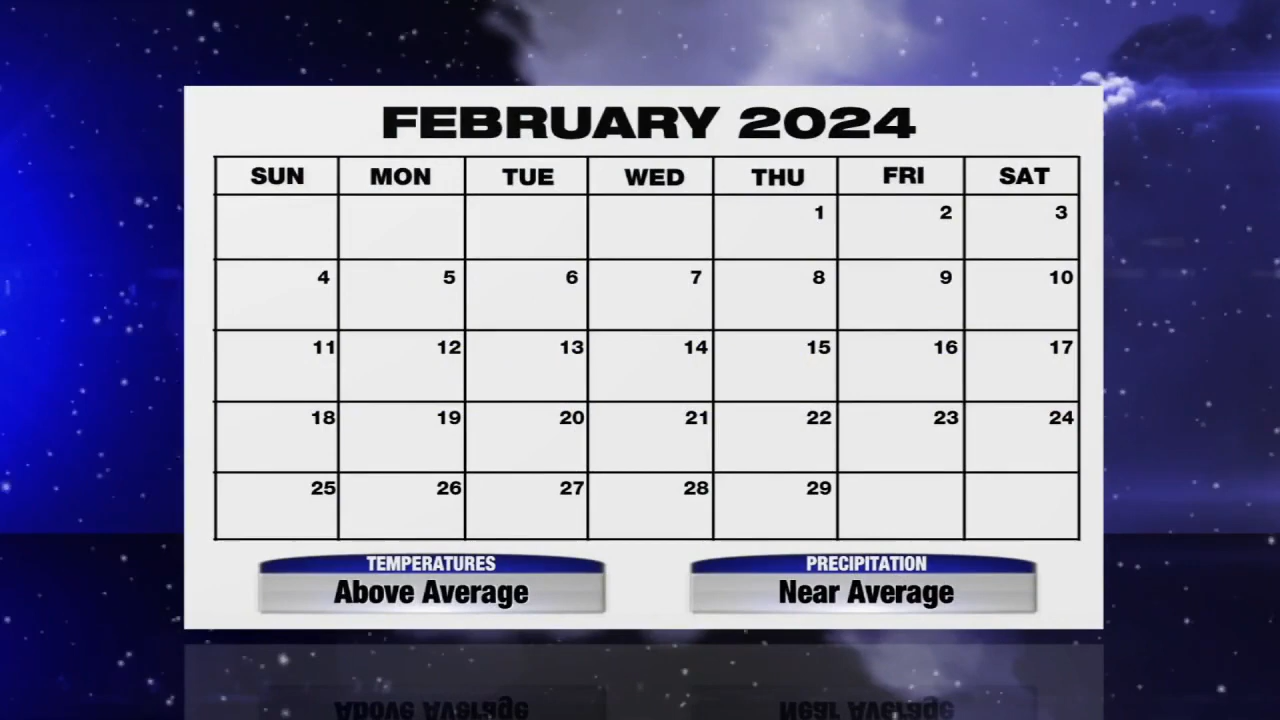 FEBRUARY 2024
SUN MON TUE WED THU FRI SAT
1 2 3
4 5 6 7 8 9 10
11 12 13 14 15 16 17
18 19 20 21 22 23 24
25 26 27 28 29
TEMPERATURES PRECIPITATION
Above Average Near Average